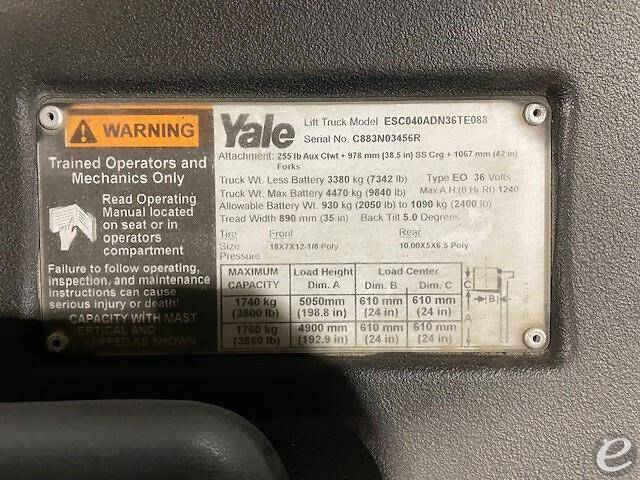 WARNING
Trained Operators and
Mechanics Only
Read Operating
Manual located
on seat or in
operators
compartment
Failure to follow operating,
inspection, and maintenance
instructions can cause
serious injury or death!
CAPACITY WITH MAST
VERTICAL AND
EQUIPPED AS SHOWN
Yale
Lift Truck Model ESC040ADN36TE088
Serial No. C883N03456R
Attachment: 255 lb Aux Ctwt + 978 mm (38.5 in) SS Crg + 1067 mm (42 in)
Forks
Truck Wt. Less Battery 3380 kg (7342 lb) Type EO 36 Volts
Truck Wt. Max Battery 4470 kg (9840 lb) Max A.H.(6 Hr Rt) 1240
Allowable Battery Wt. 930 kg (2050 lb) to 1090 kg (2400 lb)
Tread Width 890 mm (35 in) Back Tilt 5.0 Degrees
Tire Front Rear
Size 18X7X12-1/8 Poly 10.00X5X6.5 Poly
Pressure
MAXIMUM CAPACITY Load Height Dim. A Load Center Dim. B Dim. C
1740 kg (3800 lb) 5050mm (198.8 in) 610 mm (24 in) 610 mm (24 in)
1760 kg (3850 lb) 4900 mm (192.9 in) 610 mm (24 in) 610 mm (24 in)
C
B
A
e